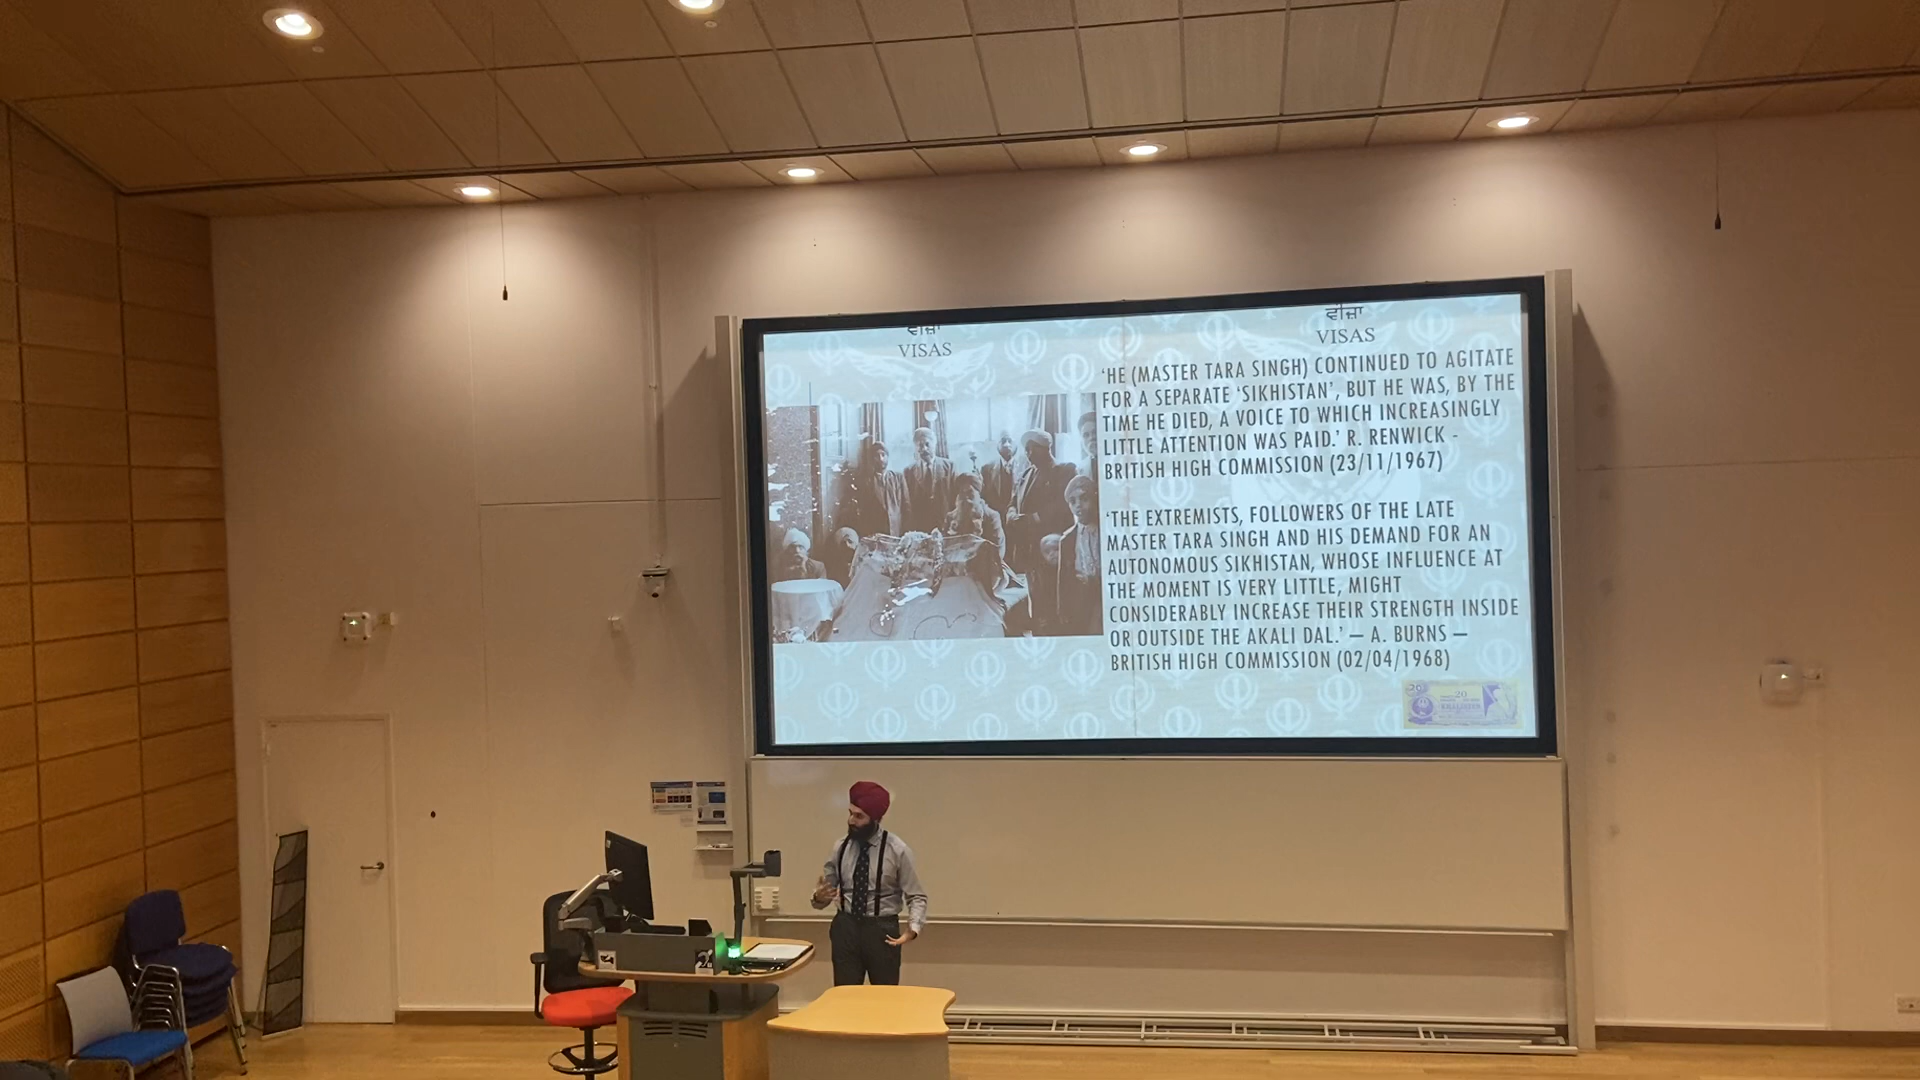 ਵੀਜ਼ਾ
VISAS
ਵੀਜ਼ਾ
VISAS
‘HE (MASTER TARA SINGH) CONTINUED TO AGITATE
FOR A SEPARATE ‘SIKHISTAN’, BUT HE WAS, BY THE
TIME HE DIED, A VOICE TO WHICH INCREASINGLY
LITTLE ATTENTION WAS PAID.’ R. RENWICK -
BRITISH HIGH COMMISSION (23/11/1967)
‘THE EXTREMISTS, FOLLOWERS OF THE LATE
MASTER TARA SINGH AND HIS DEMAND FOR AN
AUTONOMOUS SIKHISTAN, WHOSE INFLUENCE AT
THE MOMENT IS VERY LITTLE, MIGHT
CONSIDERABLY INCREASE THEIR STRENGTH INSIDE
OR OUTSIDE THE AKALI DAL.’ – A. BURNS –
BRITISH HIGH COMMISSION (02/04/1968)
20
20